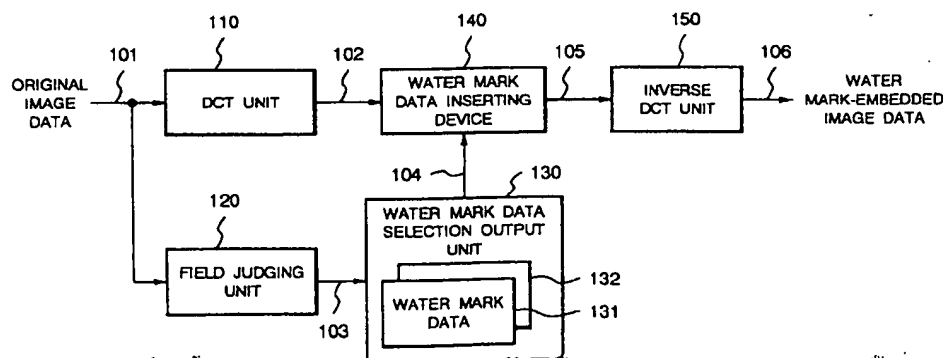 110
140
150
101
102
105
106
ORIGINAL
IMAGE
DATA
DCT UNIT
WATER MARK
DATA INSERTING
DEVICE
INVERSE
DCT UNIT
WATER
MARK-EMBEDDED
IMAGE DATA
104
130
120
WATER MARK DATA
SELECTION OUTPUT
UNIT
FIELD JUDGING
UNIT
103
132
WATER MARK
DATA
131